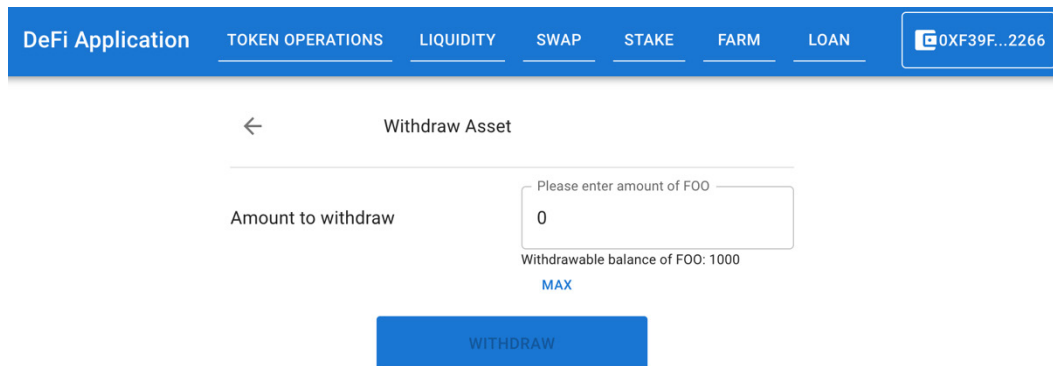 DeFi Application TOKEN OPERATIONS LIQUIDITY SWAP STAKE FARM LOAN 0XF39F...2266
Withdraw Asset
Please enter amount of FOO
Amount to withdraw 0
Withdrawable balance of FOO: 1000
MAX
WITHDRAW